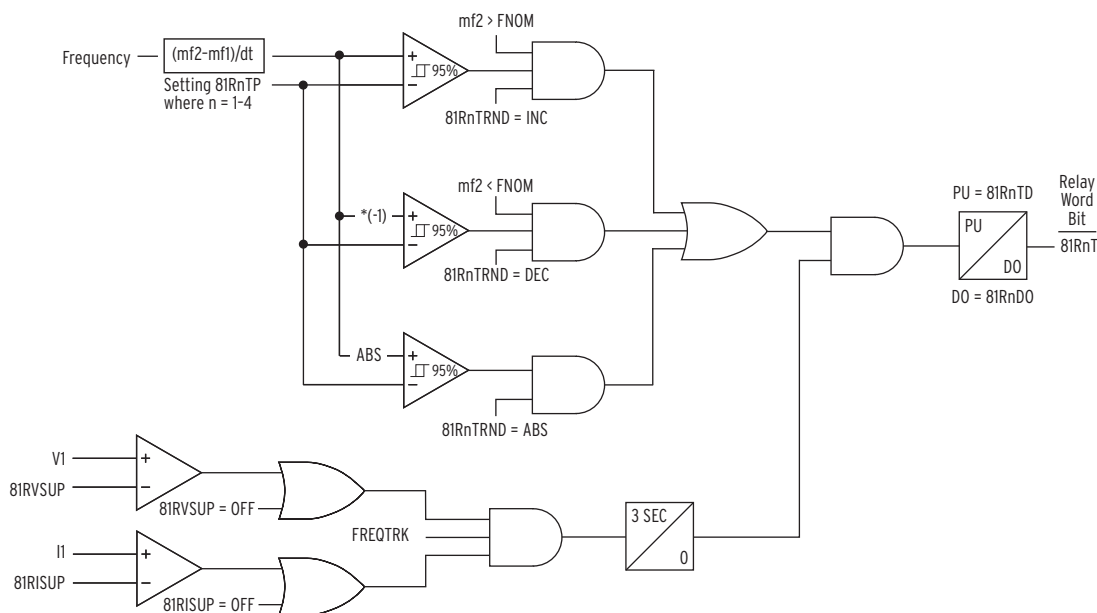 mf2 > FNOM
Frequency
(mf2-mf1)/dt
+
95%
−
Setting 81RnTP
where n = 1-4
81RnTRND = INC
mf2 < FNOM
*(-1)
+
95%
−
81RnTRND = DEC
PU = 81RnTD
PU
DO
DO = 81RnDO
Relay
Word
Bit
81RnT
ABS
+
95%
−
81RnTRND = ABS
V1
+
81RVSUP
−
81RVSUP = OFF
FREQTRK
3 SEC
0
I1
+
81RISUP
−
81RISUP = OFF